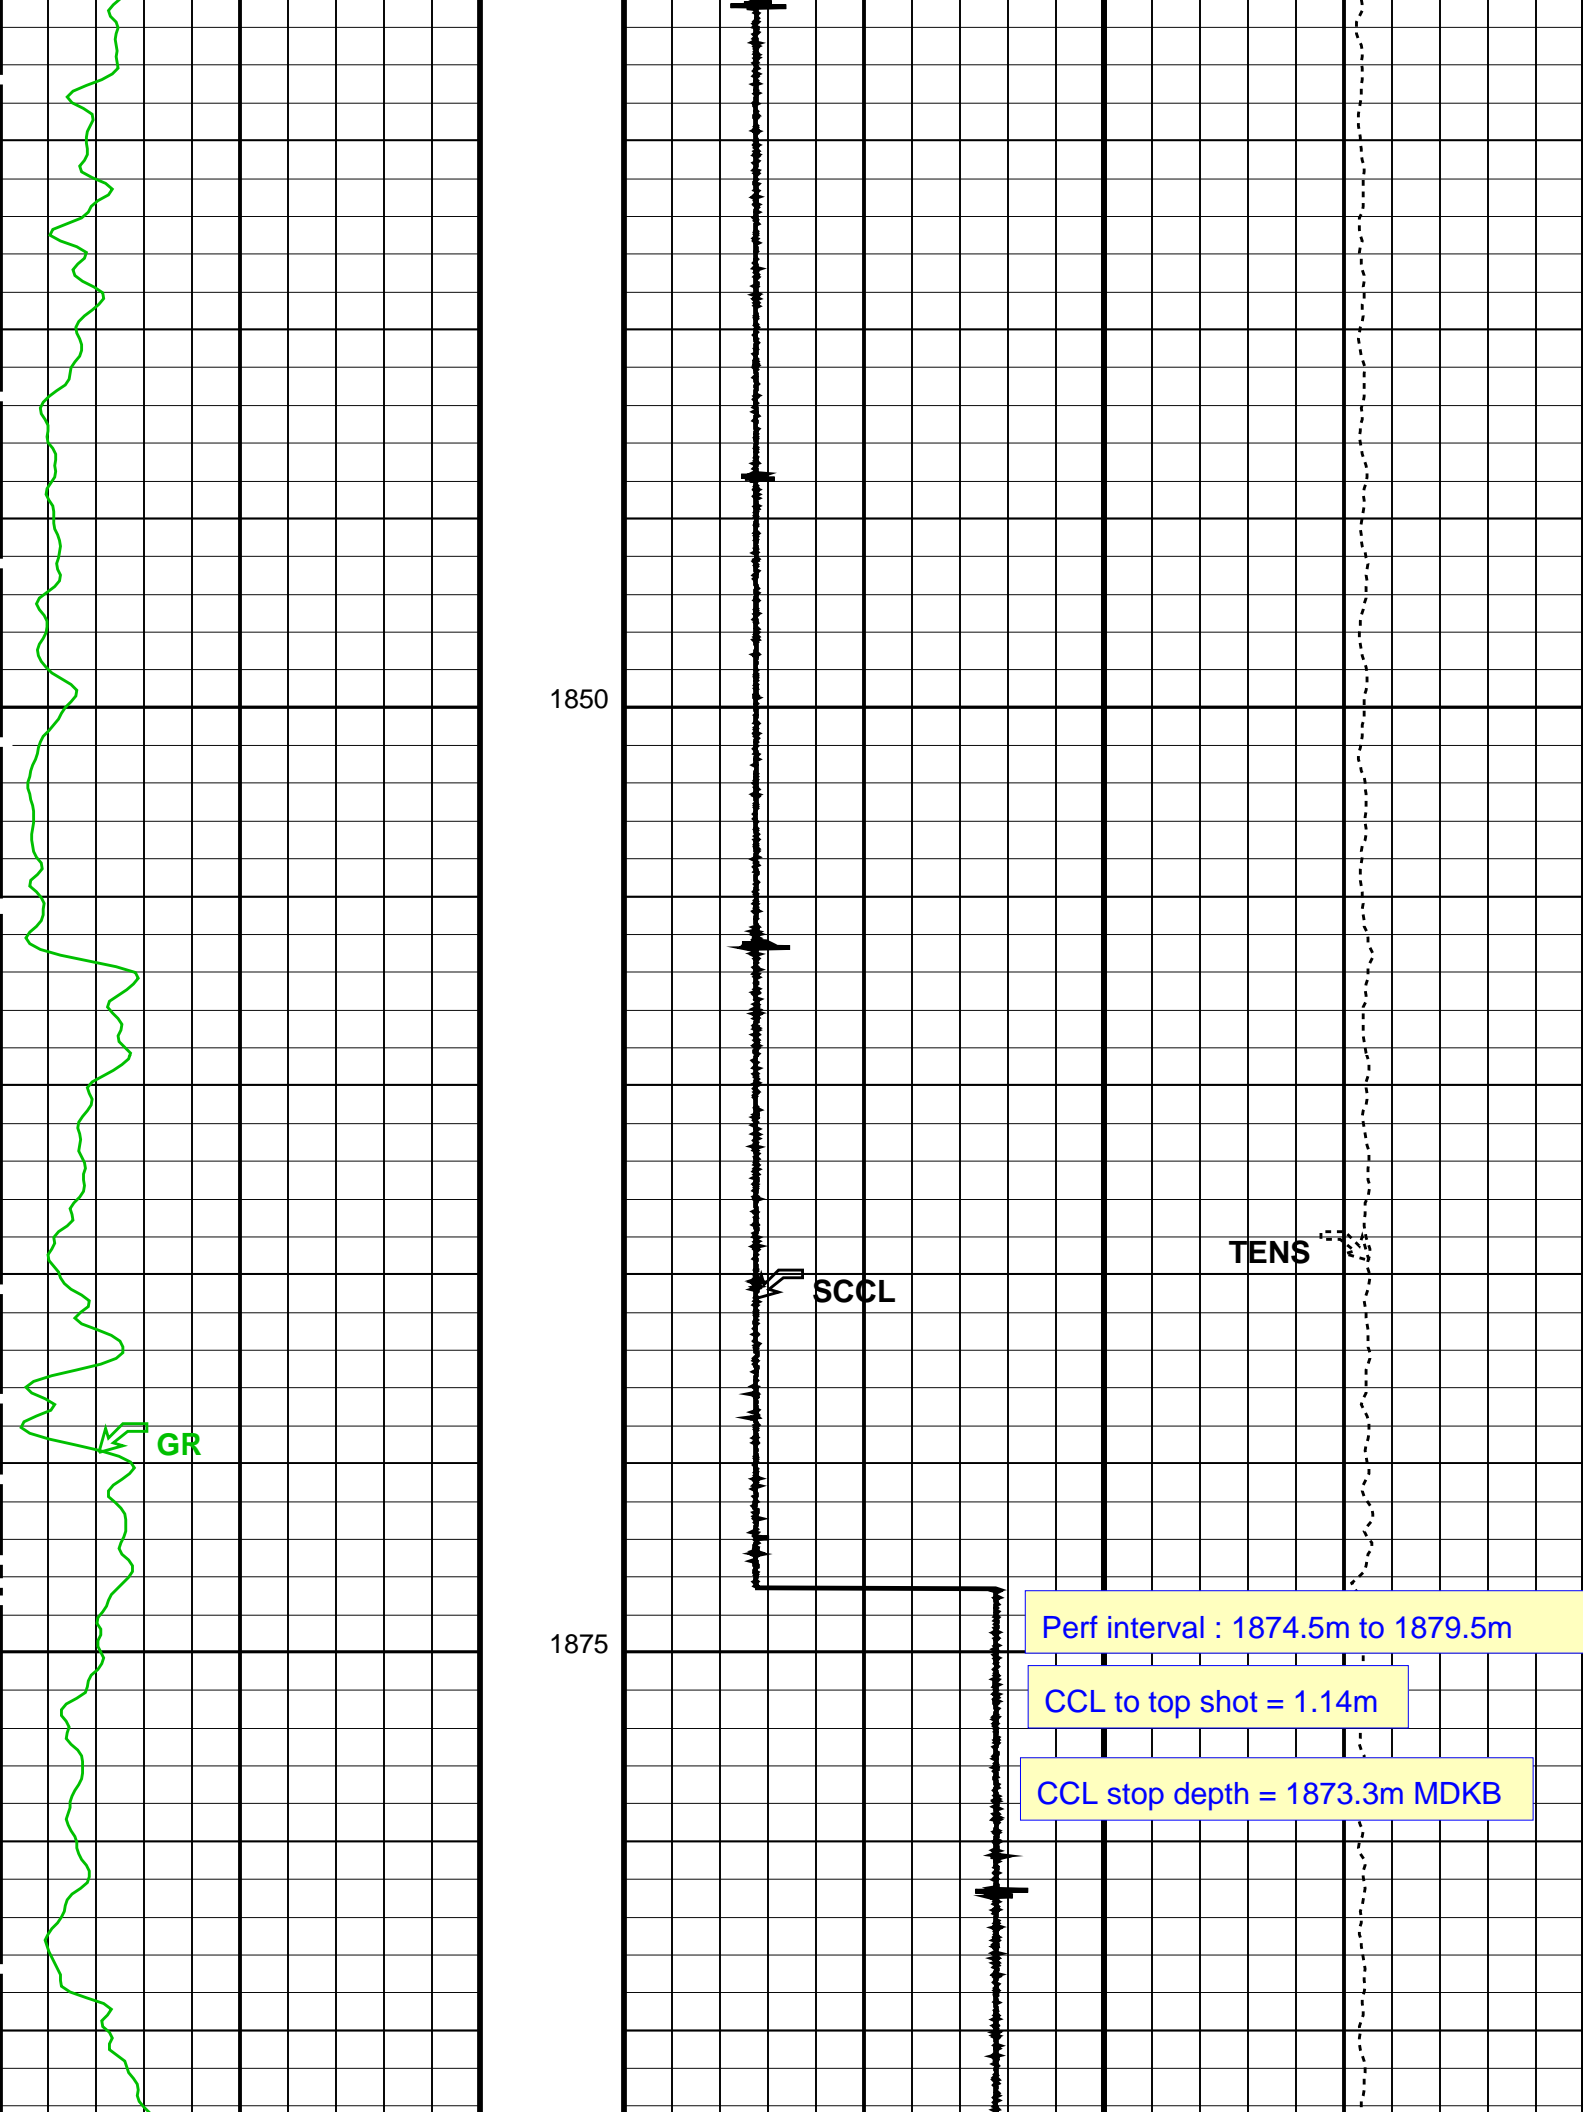 1850
TENS
SCCL
GR
Perf interval : 1874.5m to 1879.5m
1875
CCL to top shot = 1.14m
CCL stop depth = 1873.3m MDKB